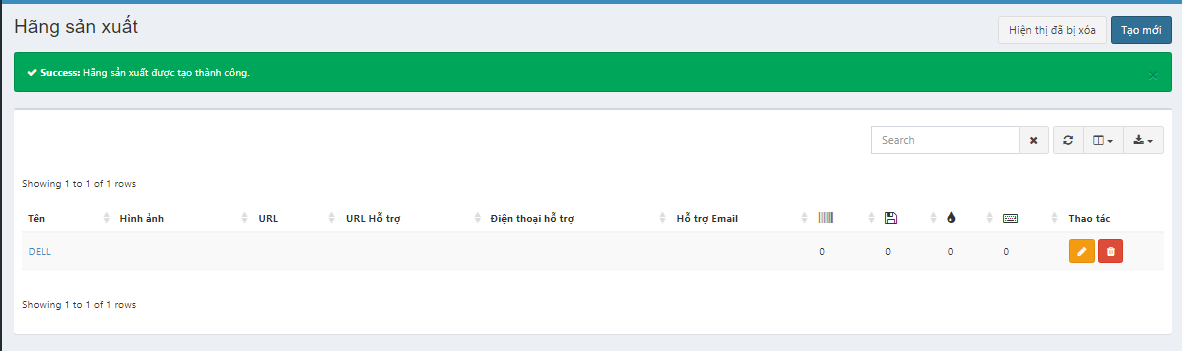 Hãng sản xuất
Hiện thị đã bị xóa
Tạo mới
Success: Hãng sản xuất được tạo thành công.
Search
Showing 1 to 1 of 1 rows
Tên Hình ảnh URL URL Hỗ trợ Điện thoại hỗ trợ Hỗ trợ Email Thao tác
DELL 0 0 0 0
Showing 1 to 1 of 1 rows